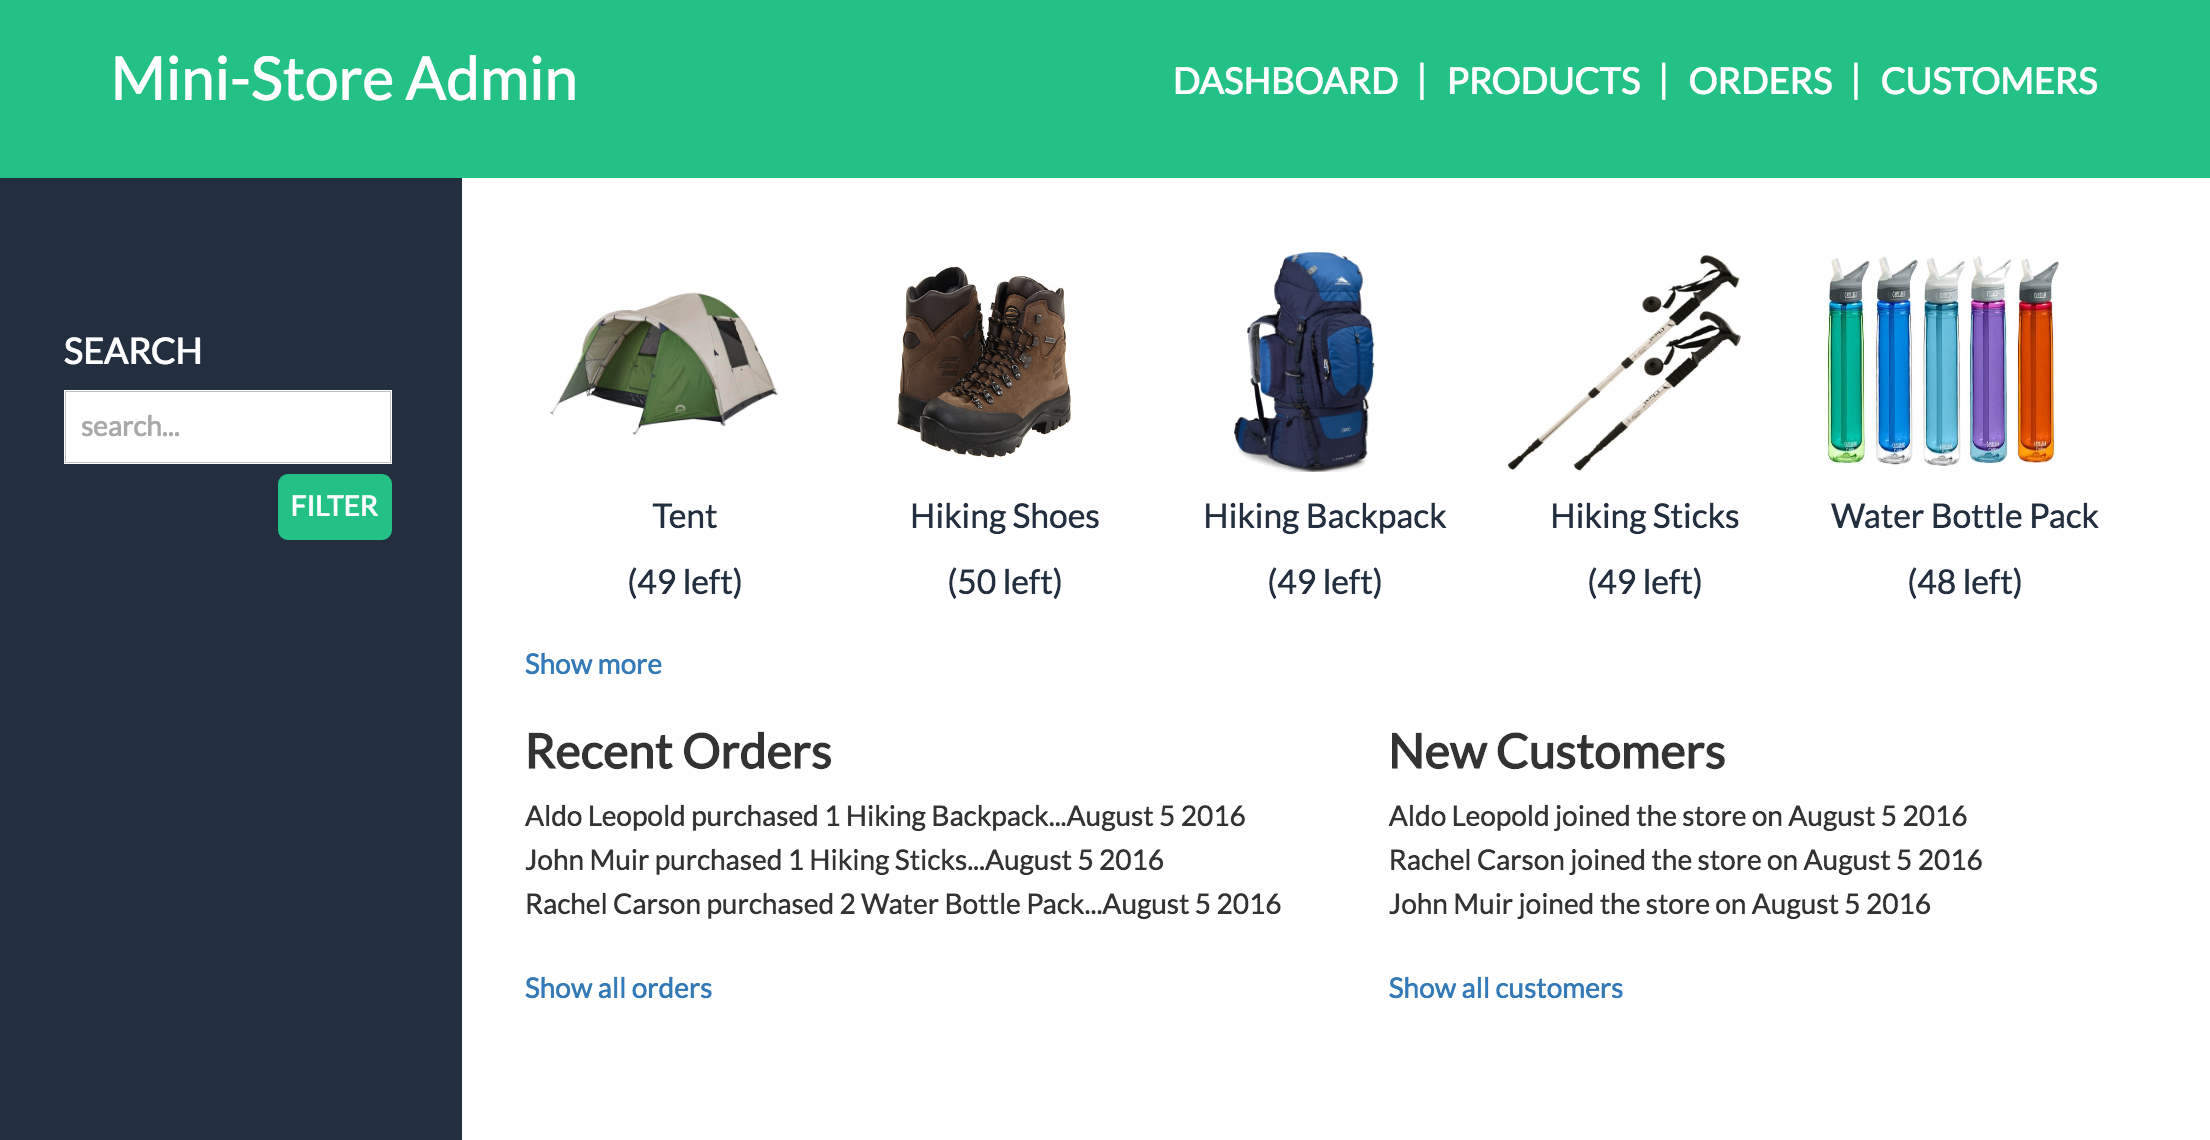 Mini-Store Admin
DASHBOARD | PRODUCTS | ORDERS | CUSTOMERS
SEARCH
search...
FILTER
Tent
(49 left)
Hiking Shoes
(50 left)
Hiking Backpack
(49 left)
Hiking Sticks
(49 left)
Water Bottle Pack
(48 left)
Show more
Recent Orders
Aldo Leopold purchased 1 Hiking Backpack...August 5 2016
John Muir purchased 1 Hiking Sticks...August 5 2016
Rachel Carson purchased 2 Water Bottle Pack...August 5 2016
Show all orders
New Customers
Aldo Leopold joined the store on August 5 2016
Rachel Carson joined the store on August 5 2016
John Muir joined the store on August 5 2016
Show all customers